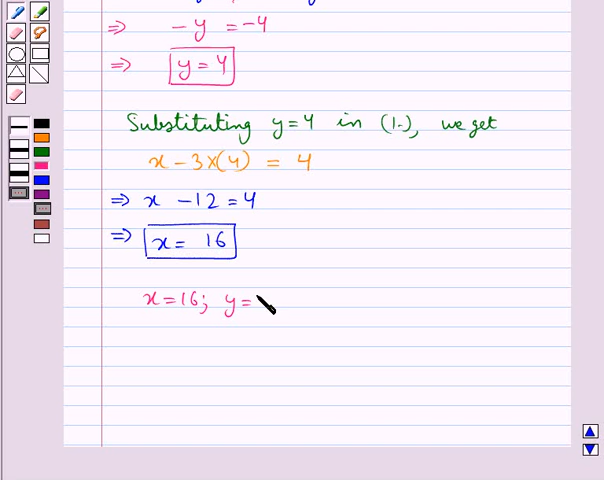 ⇒ -y = -4
⇒ y = 4
Substituting y = 4 in (1.), we get
x - 3×(4) = 4
⇒ x - 12 = 4
⇒ x = 16
x = 16; y =